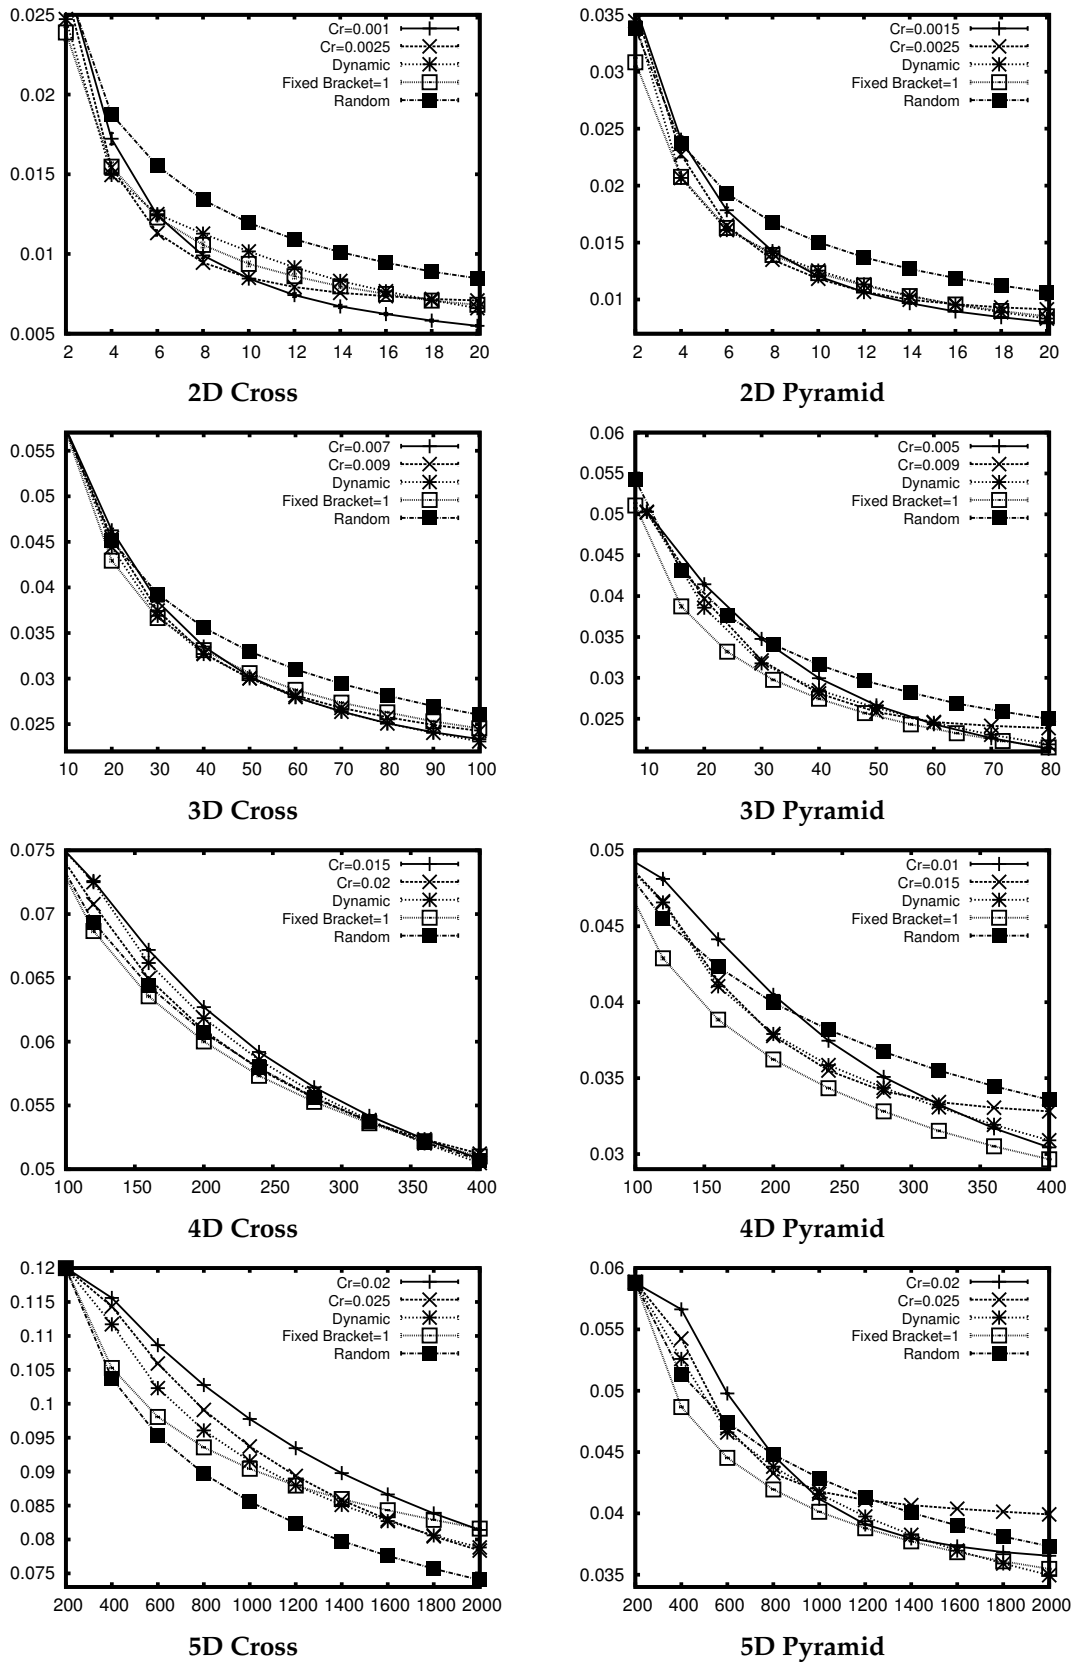 0.025
0.02
0.015
0.01
0.005
Cr=0.001
Cr=0.0025
Dynamic
Fixed Bracket=1
Random
2 4 6 8 10 12 14 16 18 20
2D Cross
0.035
0.03
0.025
0.02
0.015
0.01
Cr=0.0015
Cr=0.0025
Dynamic
Fixed Bracket=1
Random
2 4 6 8 10 12 14 16 18 20
2D Pyramid
0.055
0.05
0.045
0.04
0.035
0.03
0.025
Cr=0.007
Cr=0.009
Dynamic
Fixed Bracket=1
Random
10 20 30 40 50 60 70 80 90 100
3D Cross
0.06
0.055
0.05
0.045
0.04
0.035
0.03
0.025
Cr=0.005
Cr=0.009
Dynamic
Fixed Bracket=1
Random
10 20 30 40 50 60 70 80
3D Pyramid
0.075
0.07
0.065
0.06
0.055
0.05
Cr=0.015
Cr=0.02
Dynamic
Fixed Bracket=1
Random
100 150 200 250 300 350 400
4D Cross
0.05
0.045
0.04
0.035
0.03
Cr=0.01
Cr=0.015
Dynamic
Fixed Bracket=1
Random
100 150 200 250 300 350 400
4D Pyramid
0.12
0.115
0.11
0.105
0.1
0.095
0.09
0.085
0.08
0.075
Cr=0.02
Cr=0.025
Dynamic
Fixed Bracket=1
Random
200 400 600 800 1000 1200 1400 1600 1800 2000
5D Cross
0.06
0.055
0.05
0.045
0.04
0.035
Cr=0.02
Cr=0.025
Dynamic
Fixed Bracket=1
Random
200 400 600 800 1000 1200 1400 1600 1800 2000
5D Pyramid